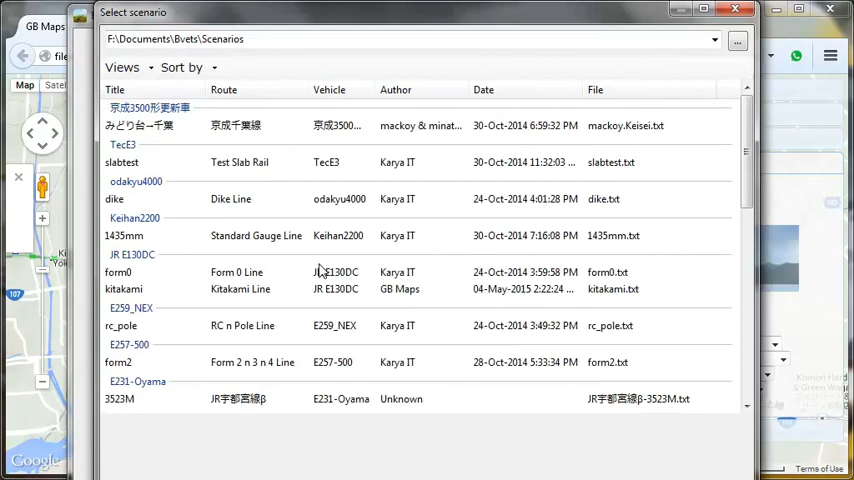 GB Maps
Select scenario
file
F:\Documents\Bvets\Scenarios
...
Map Satel
Views Sort by
Title Route Vehicle Author Date File
京成3500形更新車
みどり台→千葉 京成千葉線 京成3500... mackoy & minat... 30-Oct-2014 6:59:32 PM mackoy.Keisei.txt
TecE3
slabtest Test Slab Rail TecE3 Karya IT 30-Oct-2014 11:32:03 ... slabtest.txt
odakyu4000
dike Dike Line odakyu4000 Karya IT 24-Oct-2014 4:01:28 PM dike.txt
Keihan2200
1435mm Standard Gauge Line Keihan2200 Karya IT 30-Oct-2014 7:16:08 PM 1435mm.txt
JR E130DC
form0 Form 0 Line JR E130DC Karya IT 24-Oct-2014 3:59:58 PM form0.txt
kitakami Kitakami Line JR E130DC GB Maps 04-May-2015 2:22:24 ... kitakami.txt
E259_NEX
rc_pole RC n Pole Line E259_NEX Karya IT 24-Oct-2014 3:49:32 PM rc_pole.txt
E257-500
form2 Form 2 n 3 n 4 Line E257-500 Karya IT 28-Oct-2014 5:33:34 PM form2.txt
E231-Oyama
3523M JR宇都宮線β E231-Oyama Unknown JR宇都宮線β-3523M.txt
Google
Terms of Use